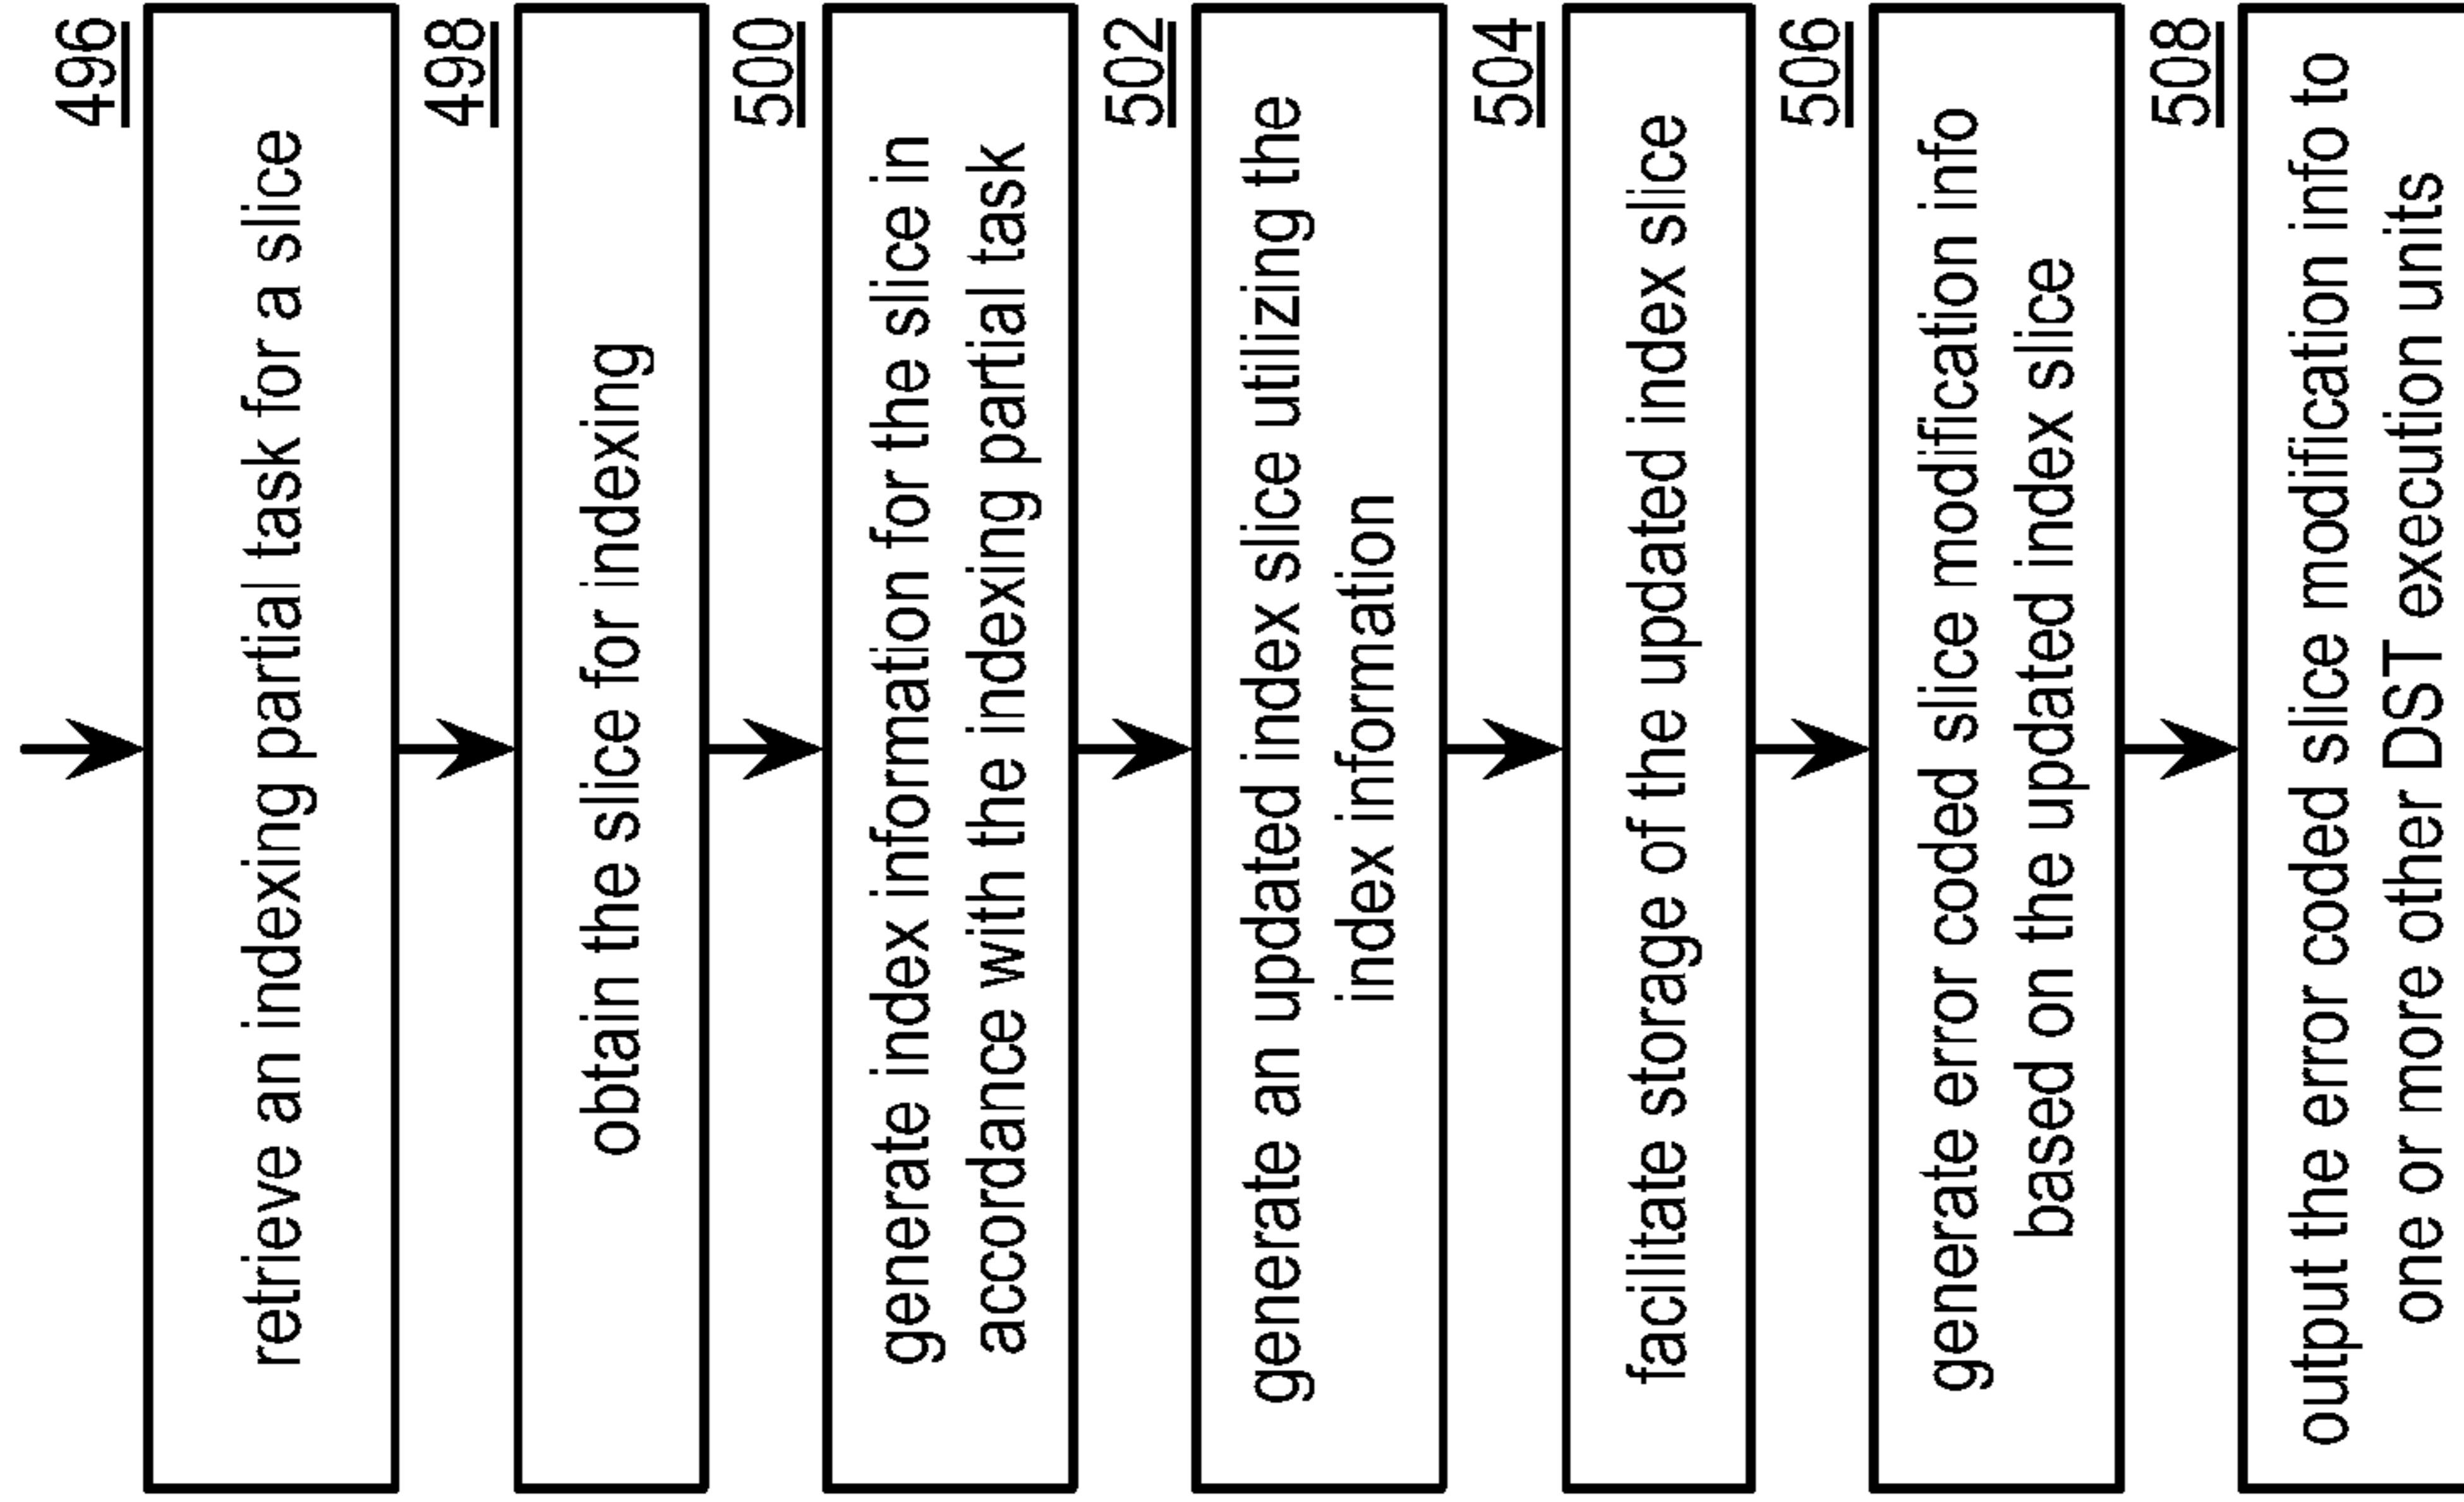 496
retrieve an indexing partial task for a slice
498
obtain the slice for indexing
500
generate index information for the slice in
accordance with the indexing partial task
502
generate an updated index slice utilizing the
index information
504
facilitate storage of the updated index slice
506
generate error coded slice modification info
based on the updated index slice
508
output the error coded slice modification info to
one or more other DST execution units